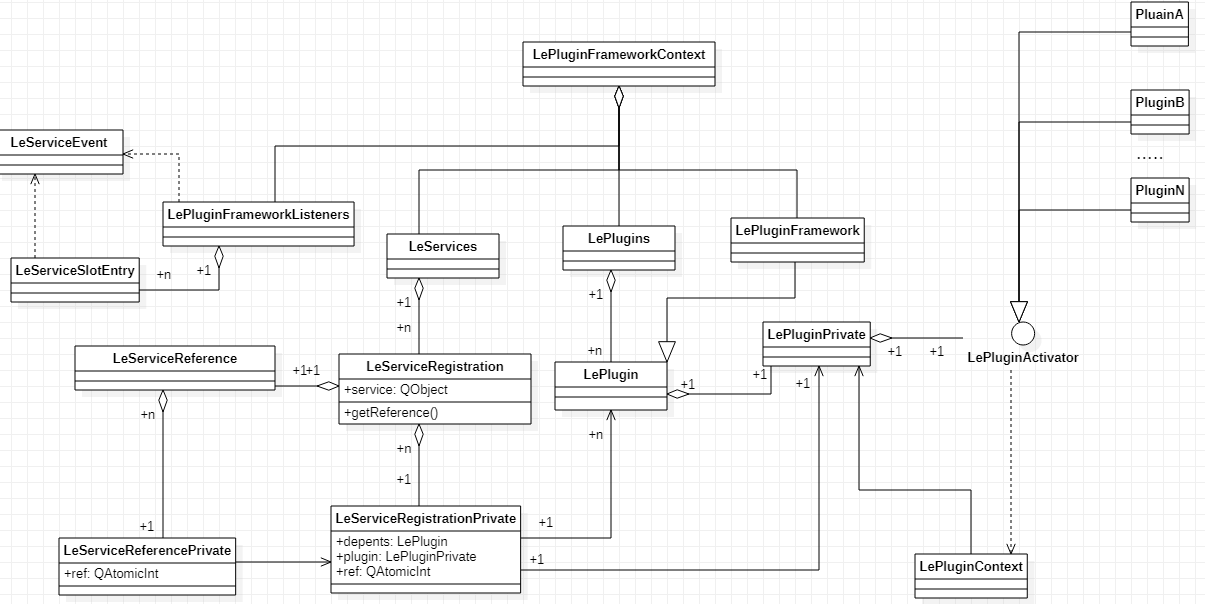 PluainA
LePluginFrameworkContext
PluginB
LeServiceEvent
.....
PluginN
LePluginFrameworkListeners
LePluginFramework
LePlugins
LeServices
LeServiceSlotEntry
+n
+1
+1
+1
+n
LePluginPrivate
LePluginActivator
+1
+1
+n
LeServiceReference
LeServiceRegistration
+service: QObject
+getReference()
+1+1
LePlugin
+1
+1
+1
+n
+n
+n
+1
LeServiceRegistrationPrivate
+depents: LePlugin
+plugin: LePluginPrivate
+ref: QAtomicInt
+1
+1
+1
LeServiceReferencePrivate
+ref: QAtomicInt
LePluginContext